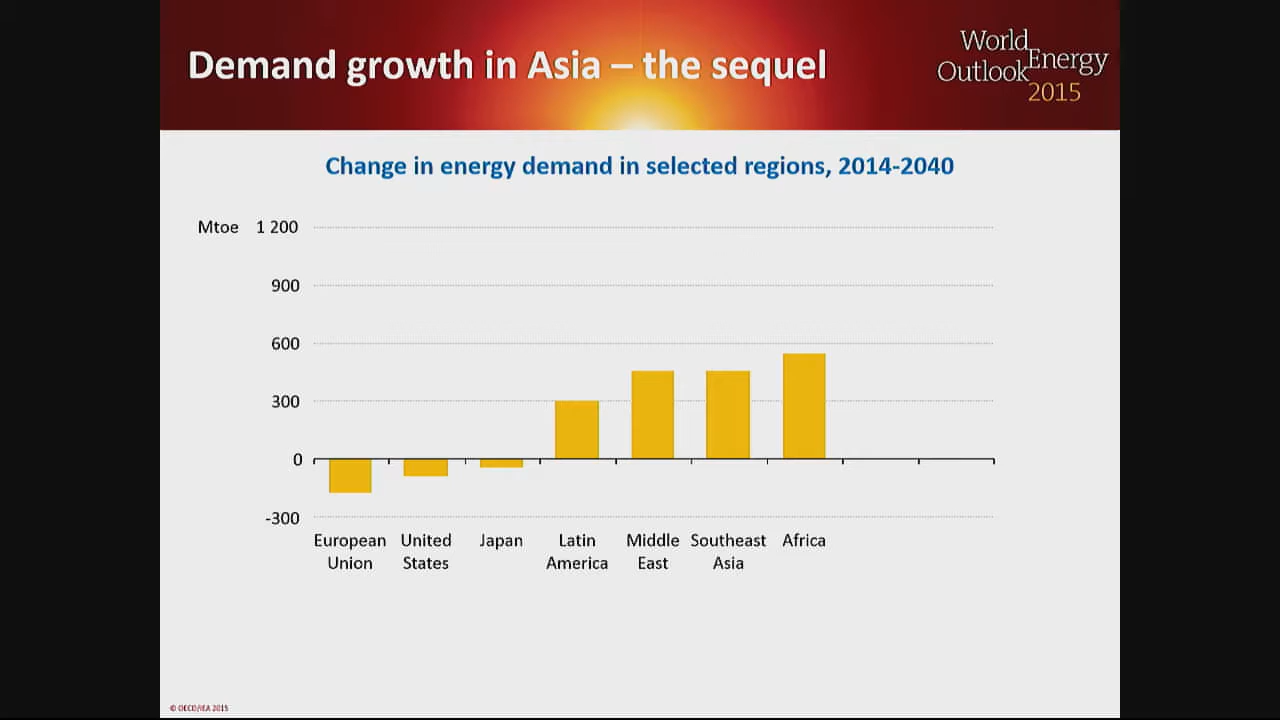 Demand growth in Asia – the sequel
World
Energy
Outlook
2015
Change in energy demand in selected regions, 2014-2040
Mtoe 1 200
900
600
300
0
-300
European United Japan Latin Middle Southeast Africa
Union States America East Asia
© OECD/IEA 2015